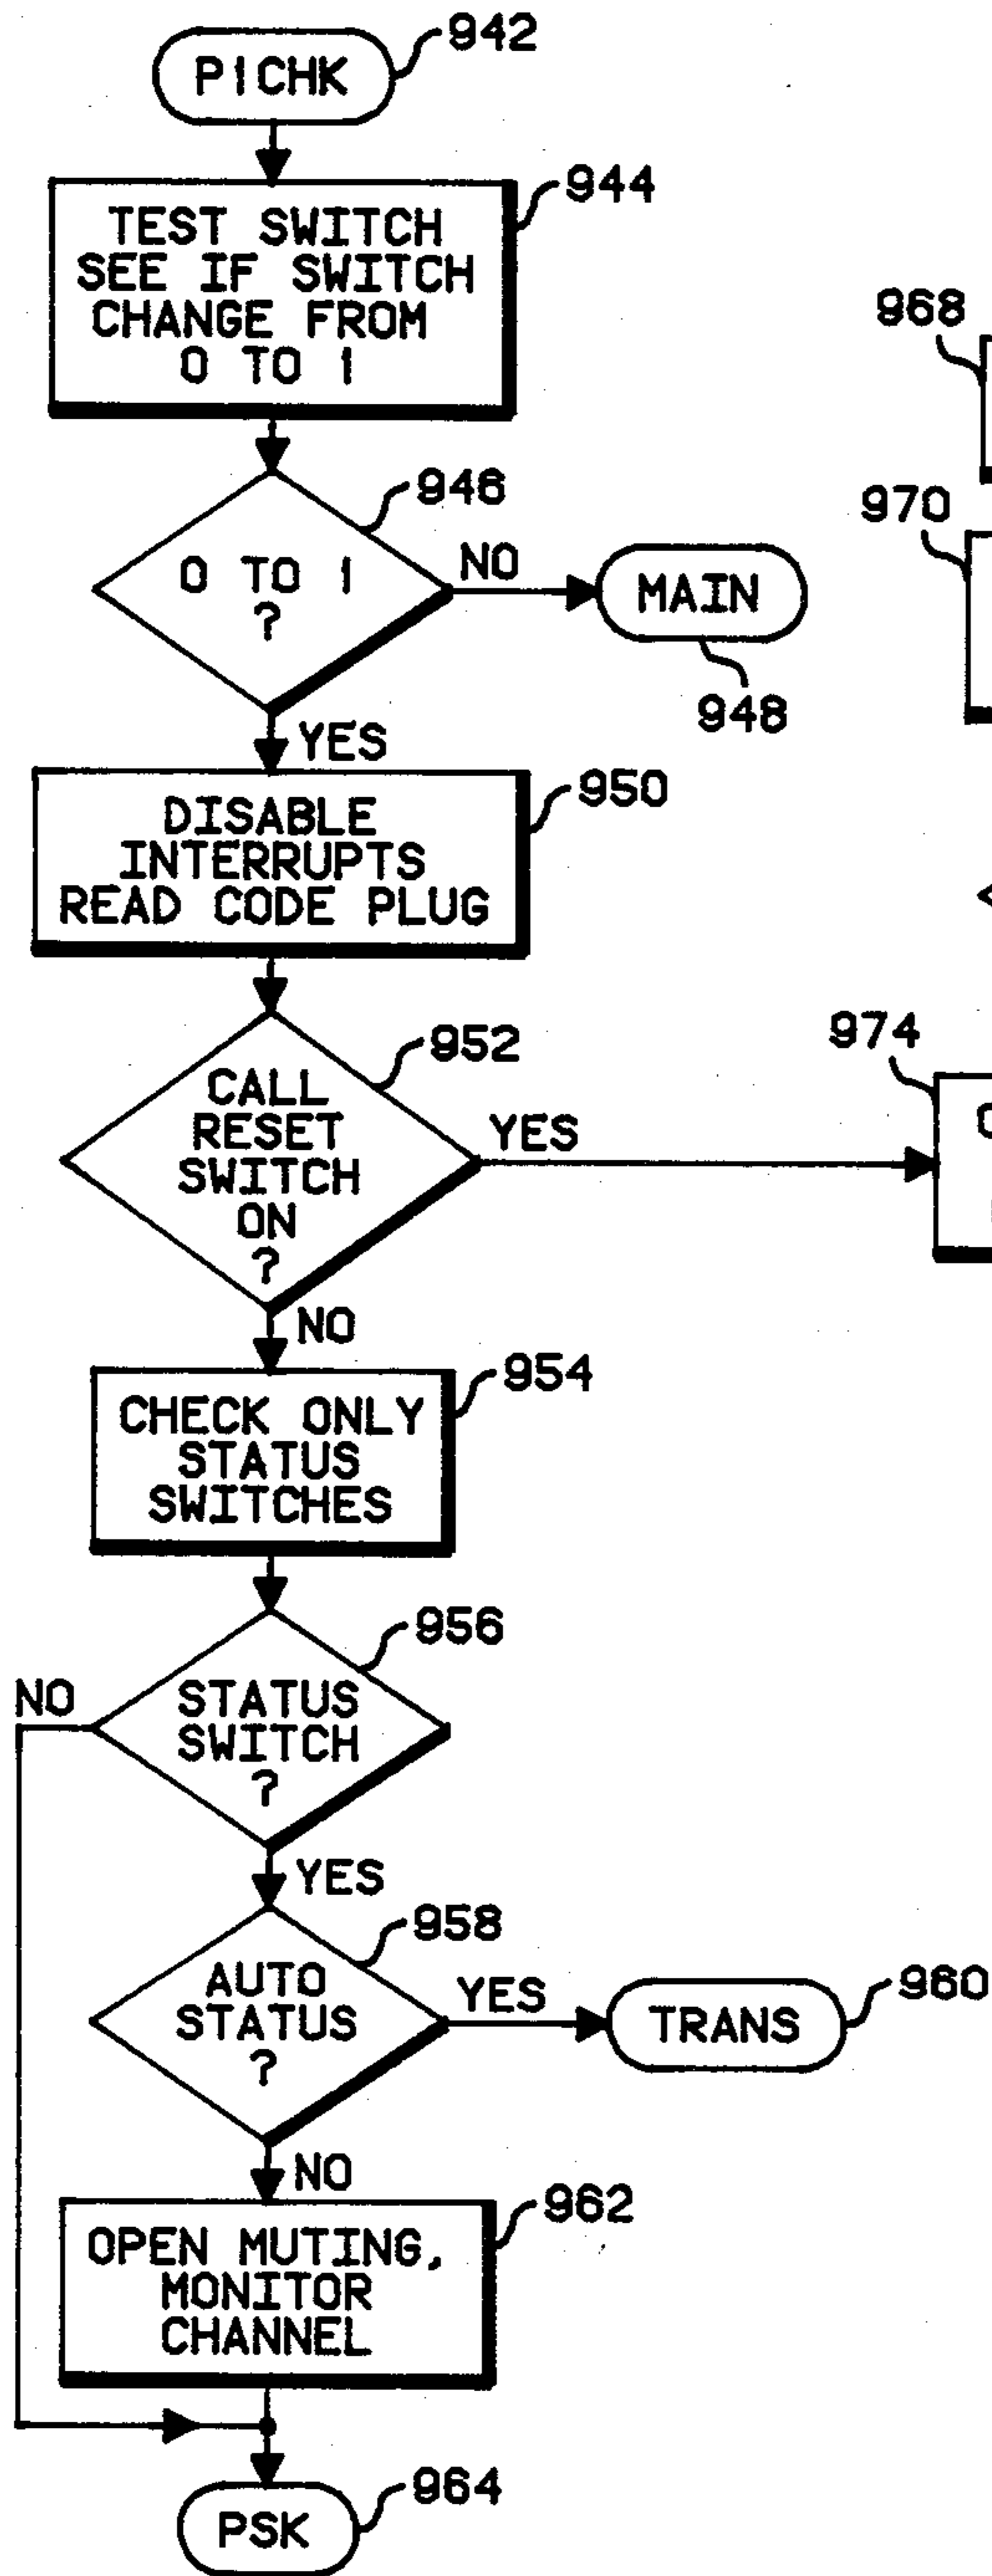 PICHK
942
TEST SWITCH
SEE IF SWITCH
CHANGE FROM
0 TO 1
944
0 TO 1
?
946
NO
MAIN
948
YES
DISABLE
INTERRUPTS
READ CODE PLUG
950
CALL
RESET
SWITCH
ON
?
952
YES
NO
CHECK ONLY
STATUS
SWITCHES
954
STATUS
SWITCH
?
956
NO
YES
AUTO
STATUS
?
958
YES
TRANS
960
NO
OPEN MUTING,
MONITOR
CHANNEL
962
PSK
964
968
970
974